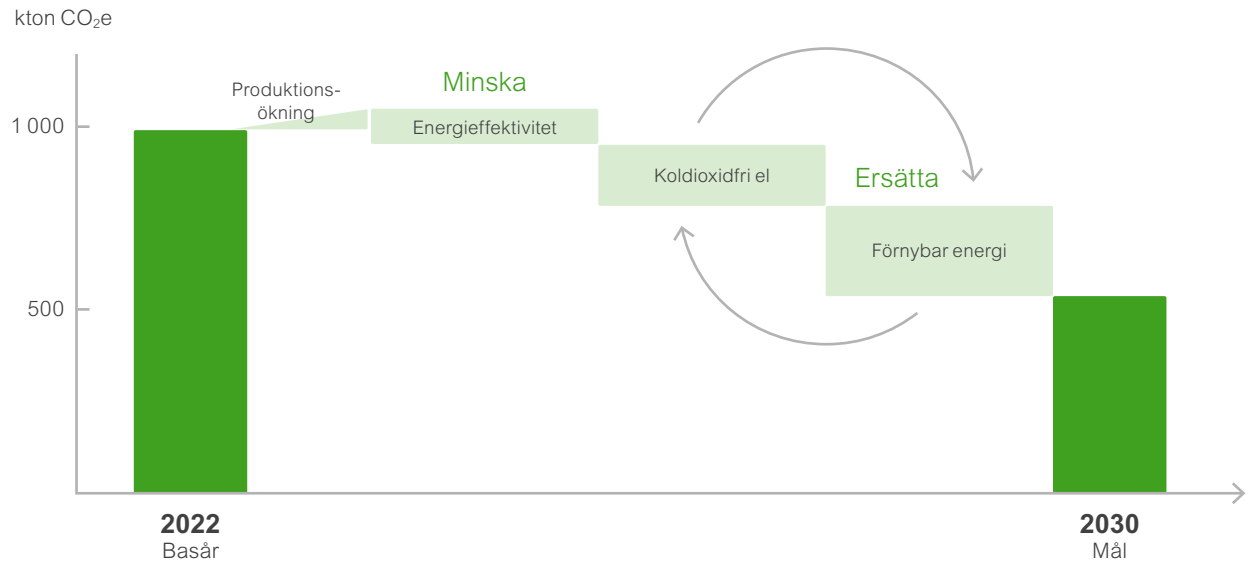 kton CO₂e
Produktions-
ökning
Minska
1 000
Energieffektivitet
Koldioxidfri el
Ersätta
Förnybar energi
500
2022
Basår
2030
Mål